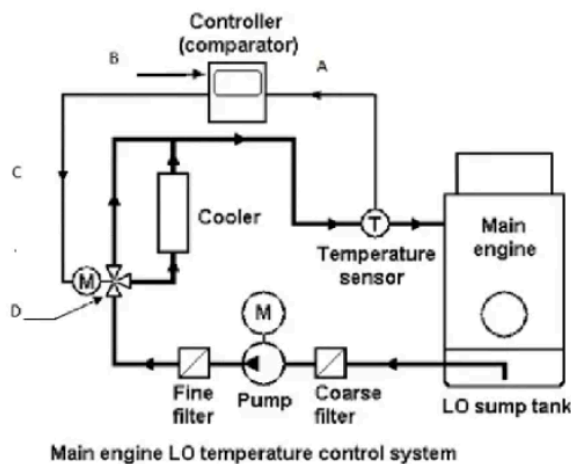 Controller
(comparator)
B
A
C
Cooler
Main
engine
T
Temperature
sensor
M
D
M
Fine
filter
Pump
Coarse
filter
LO sump tank
Main engine LO temperature control system